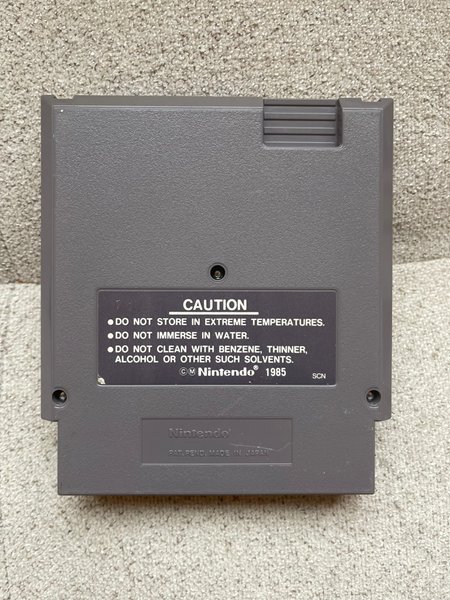 CAUTION
●DO NOT STORE IN EXTREME TEMPERATURES.
●DO NOT IMMERSE IN WATER.
●DO NOT CLEAN WITH BENZENE, THINNER,
ALCOHOL OR OTHER SUCH SOLVENTS.
©Ⓜ Nintendo® 1985 SCN
Nintendo®
PAT. PEND. MADE IN JAPAN